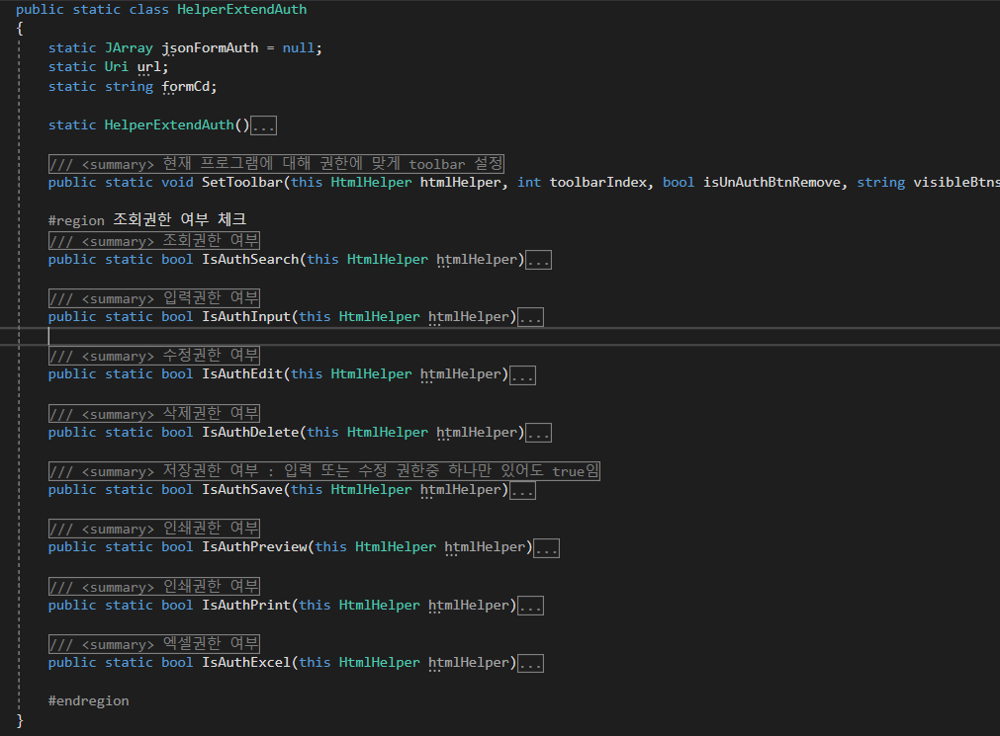 public static class HelperExtendAuth
{
static JArray jsonFormAuth = null;
static Uri url;
static string formCd;
static HelperExtendAuth()...
/// <summary> 현재 프로그램에 대해 권한에 맞게 toolbar 설정
public static void SetToolbar(this HtmlHelper htmlHelper, int toolbarIndex, bool isUnAuthBtnRemove, string visibleBtns
#region 조회권한 여부 체크
/// <summary> 조회권한 여부
public static bool IsAuthSearch(this HtmlHelper htmlHelper)...
/// <summary> 입력권한 여부
public static bool IsAuthInput(this HtmlHelper htmlHelper)...
/// <summary> 수정권한 여부
public static bool IsAuthEdit(this HtmlHelper htmlHelper)...
/// <summary> 삭제권한 여부
public static bool IsAuthDelete(this HtmlHelper htmlHelper)...
/// <summary> 저장권한 여부 : 입력 또는 수정 권한중 하나만 있어도 true임
public static bool IsAuthSave(this HtmlHelper htmlHelper)...
/// <summary> 인쇄권한 여부
public static bool IsAuthPreview(this HtmlHelper htmlHelper)...
/// <summary> 인쇄권한 여부
public static bool IsAuthPrint(this HtmlHelper htmlHelper)...
/// <summary> 엑셀권한 여부
public static bool IsAuthExcel(this HtmlHelper htmlHelper)...
#endregion
}